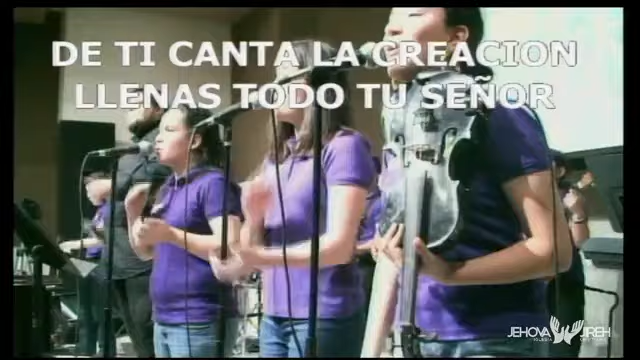 DE TI CANTA LA CREACION
LLENAS TODO TU SEÑOR
JEHOVA JIREH